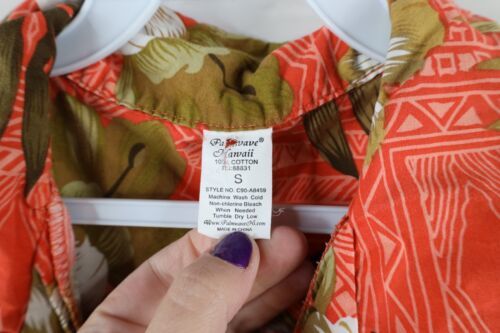 Palmwave®
Hawaii
100% COTTON
S
STYLE NO. C90-A8459
Machine Wash Cold
Non-chlorine Bleach
When Needed
Tumble Dry Low
MADE IN CHINA